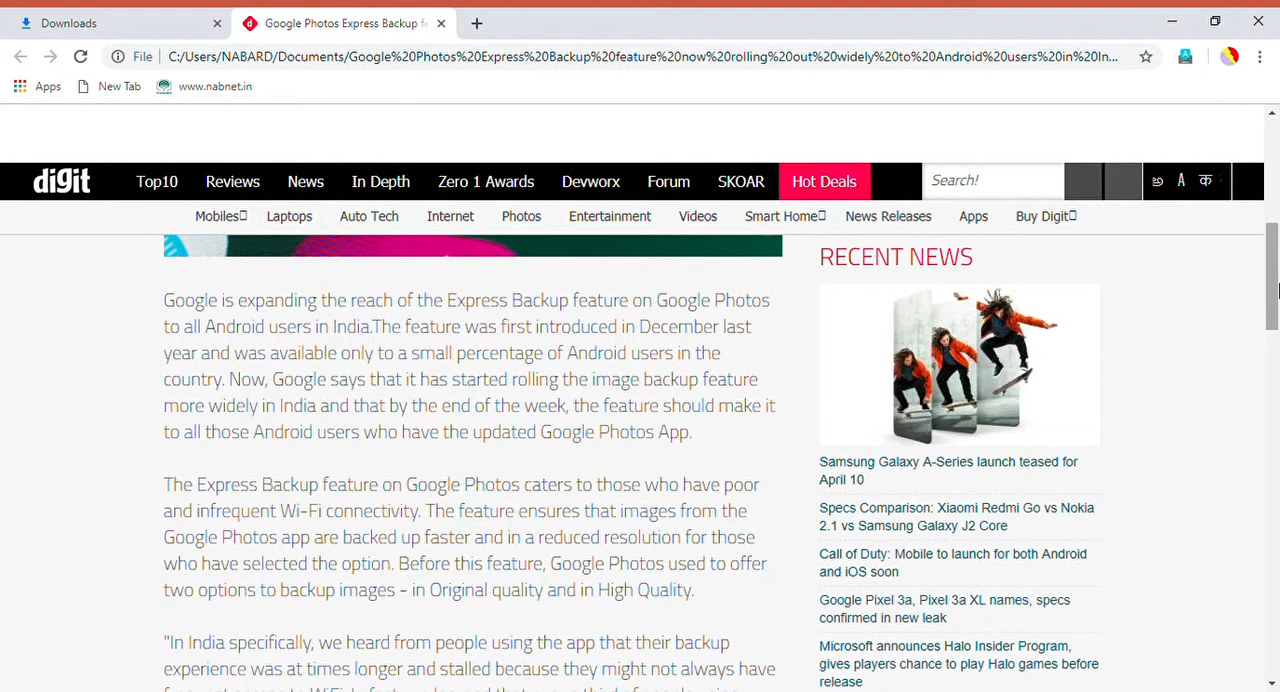 Downloads
Google Photos Express Backup f
File
C:/Users/NABARD/Documents/Google%20Photos%20Express%20Backup%20feature%20now%20rolling%20out%20widely%20to%20Android%20users%20in%20In...
Apps New Tab www.nabnet.in
digit Top10 Reviews News In Depth Zero 1 Awards Devworx Forum SKOAR Hot Deals Search! A क
Mobiles Laptops Auto Tech Internet Photos Entertainment Videos Smart Home News Releases Apps Buy Digit
Google is expanding the reach of the Express Backup feature on Google Photos
to all Android users in India.The feature was first introduced in December last
year and was available only to a small percentage of Android users in the
country. Now, Google says that it has started rolling the image backup feature
more widely in India and that by the end of the week, the feature should make it
to all those Android users who have the updated Google Photos App.
The Express Backup feature on Google Photos caters to those who have poor
and infrequent Wi-Fi connectivity. The feature ensures that images from the
Google Photos app are backed up faster and in a reduced resolution for those
who have selected the option. Before this feature, Google Photos used to offer
two options to backup images - in Original quality and in High Quality.
"In India specifically, we heard from people using the app that their backup
experience was at times longer and stalled because they might not always have
RECENT NEWS
Samsung Galaxy A-Series launch teased for
April 10
Specs Comparison: Xiaomi Redmi Go vs Nokia
2.1 vs Samsung Galaxy J2 Core
Call of Duty: Mobile to launch for both Android
and iOS soon
Google Pixel 3a, Pixel 3a XL names, specs
confirmed in new leak
Microsoft announces Halo Insider Program,
gives players chance to play Halo games before
release